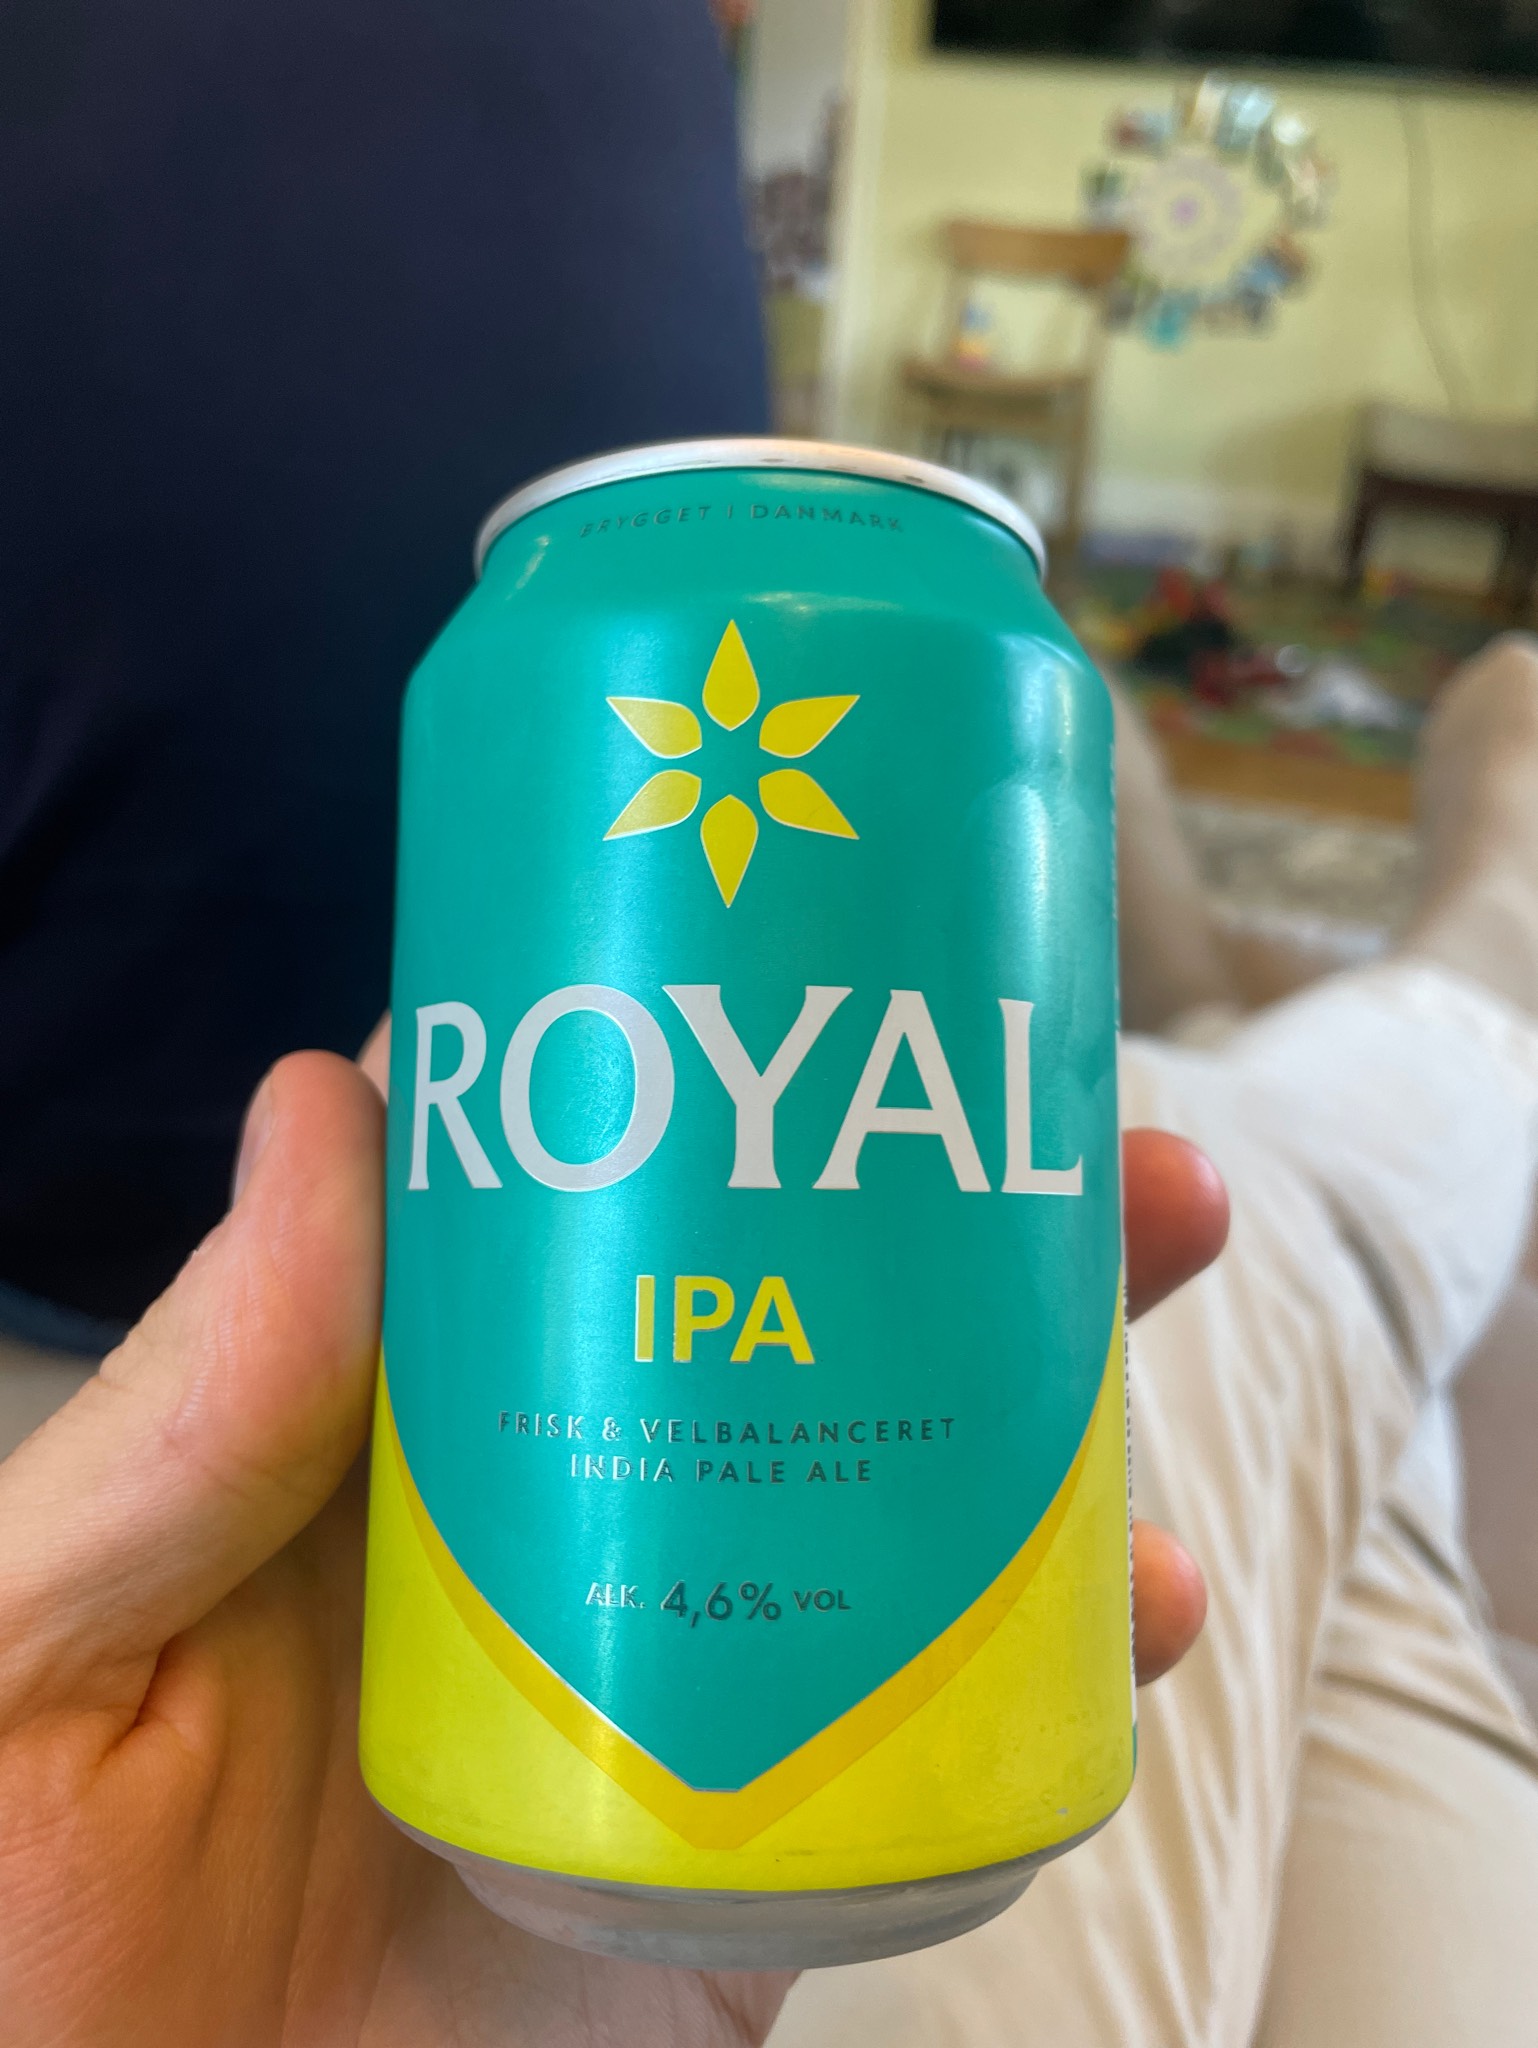 BRYGGET I DANMARK
ROYAL
IPA
FRISK & VELBALANCERET
INDIA PALE ALE
ALK. 4,6% VOL